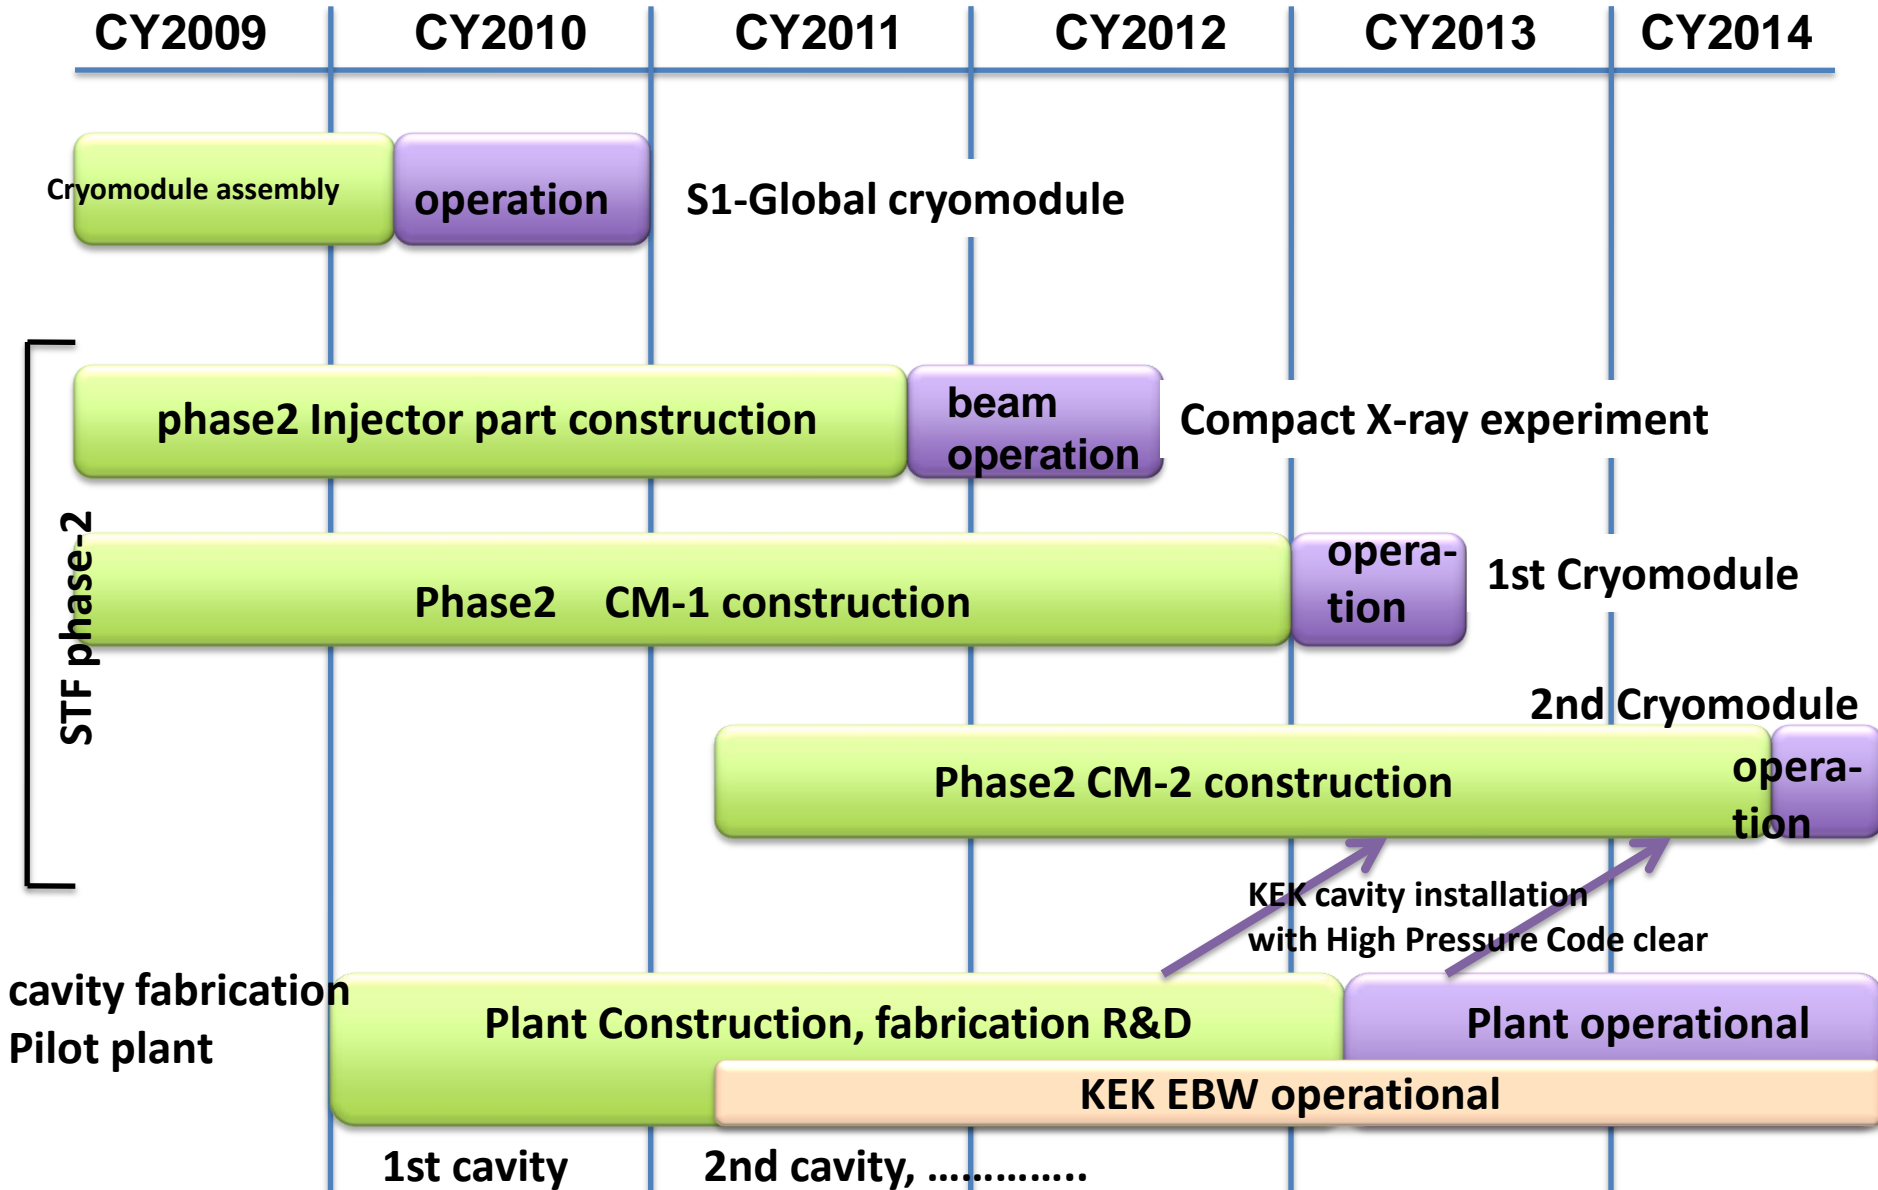 CY2009 CY2010 CY2011 CY2012 CY2013 CY2014
Cryomodule assembly
operation
S1-Global cryomodule
STF phase-2
phase2 Injector part construction
beam
operation
Compact X-ray experiment
Phase2 CM-1 construction
opera-
tion
1st Cryomodule
2nd Cryomodule
Phase2 CM-2 construction
opera-
tion
KEK cavity installation
with High Pressure Code clear
cavity fabrication
Pilot plant
Plant Construction, fabrication R&D
Plant operational
KEK EBW operational
1st cavity
2nd cavity, …………..